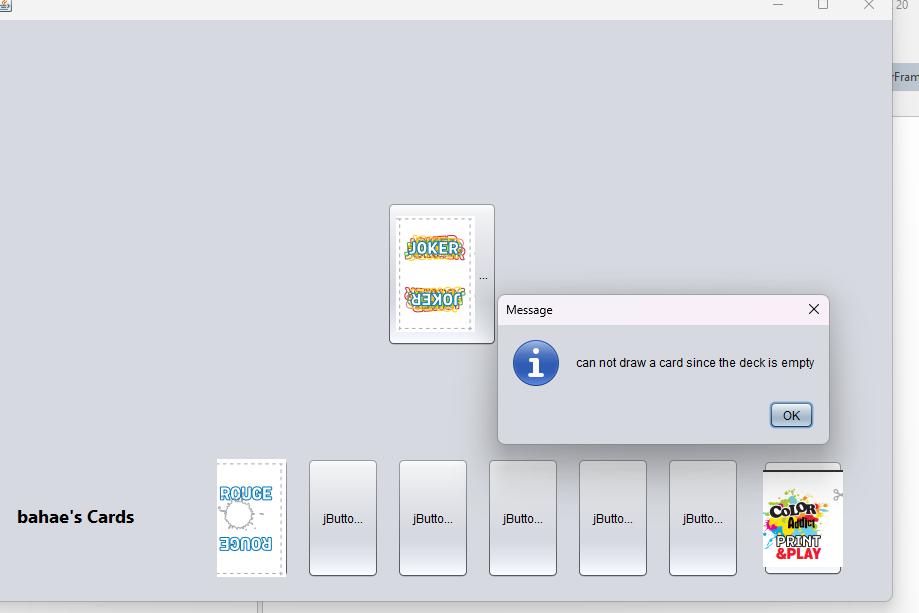 20
rFram
JOKER
JOKER
...
Message
can not draw a card since the deck is empty
OK
bahae's Cards
ROUGE
ROUGE
jButto...
jButto...
jButto...
jButto...
jButto...
COLOR
Addict
PRINT
&PLAY